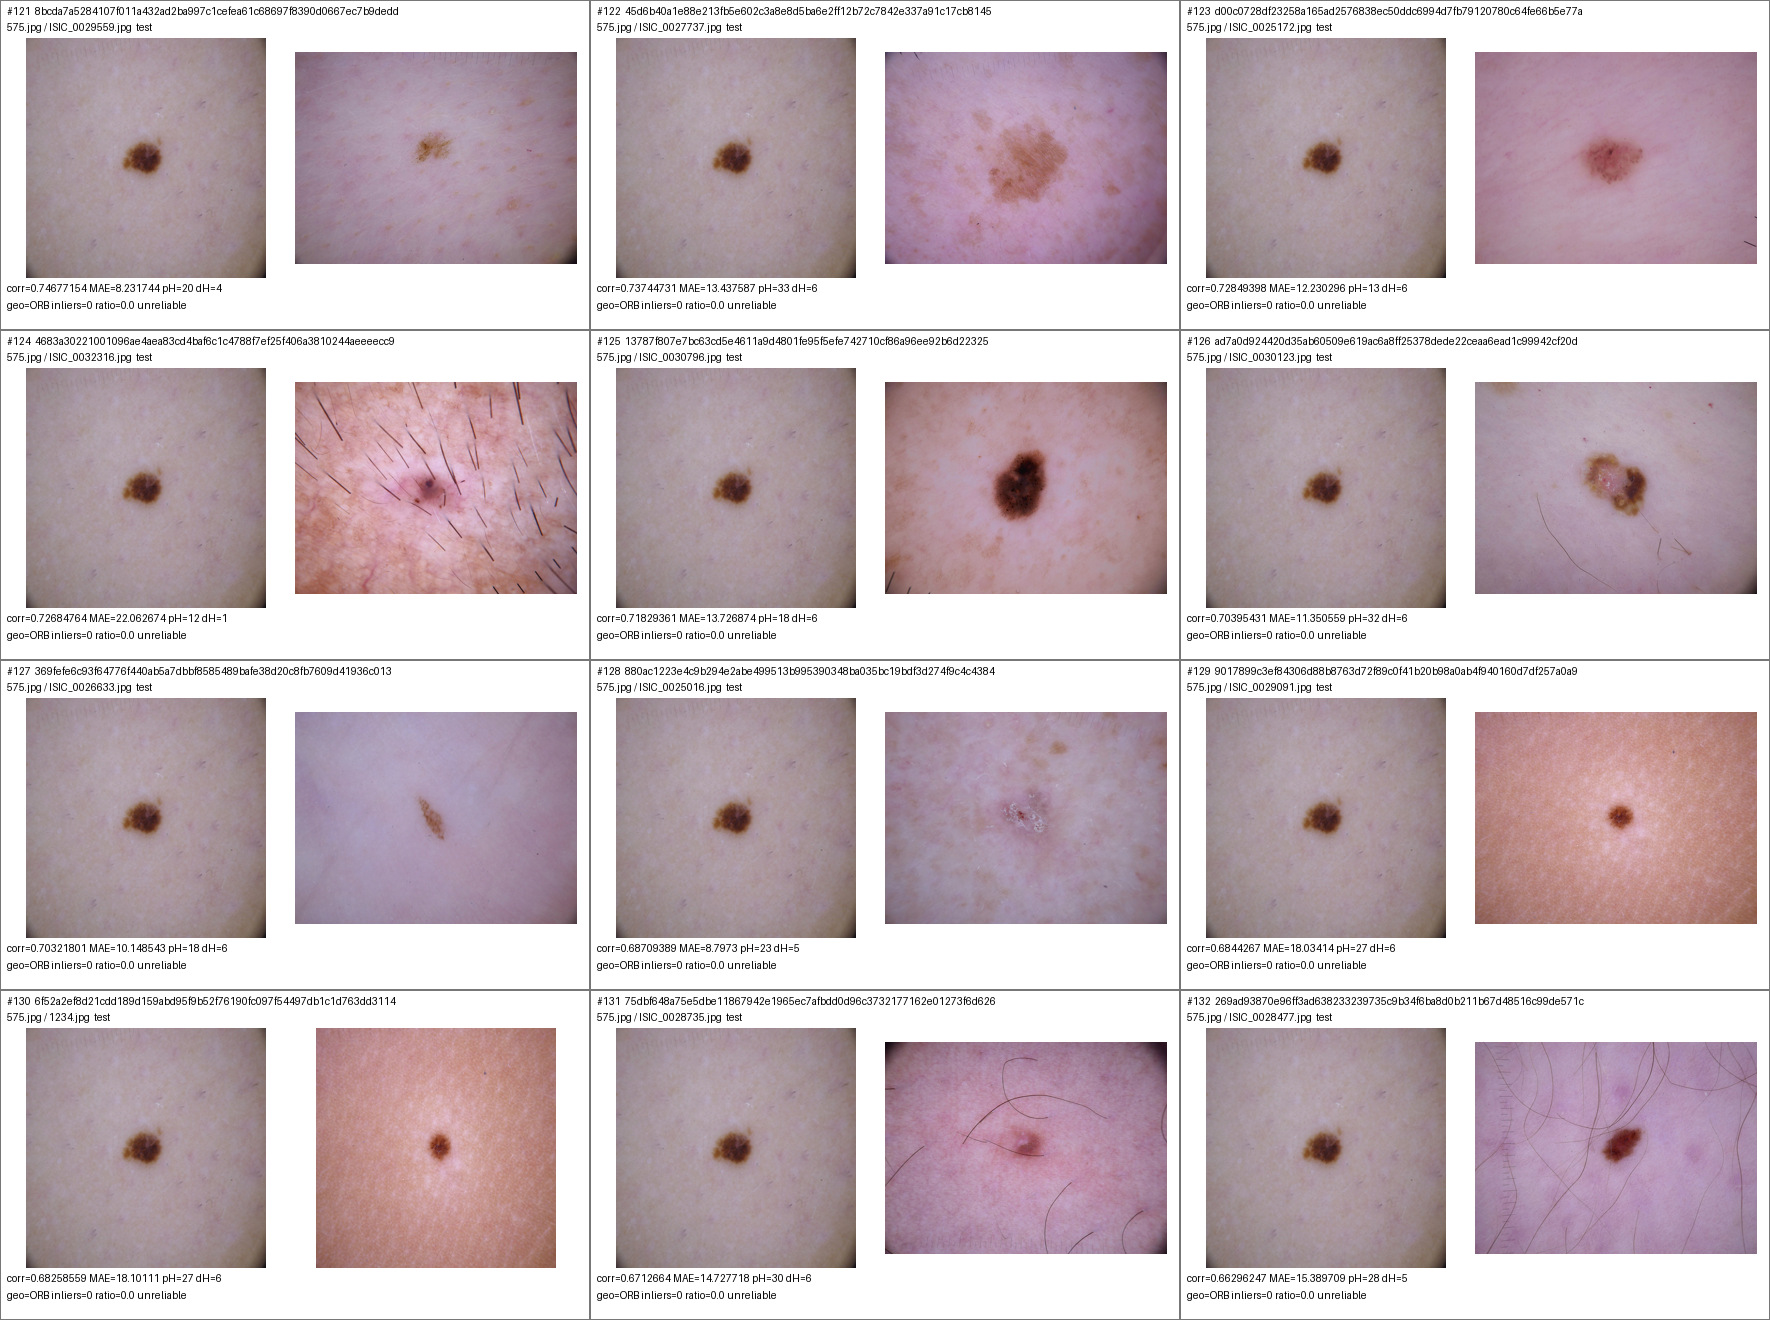 #121 8bcda7a5284107f011a432ad2ba997c1cefea61c68697f8390d0667ec7b9dedd
575.jpg / ISIC_0029559.jpg test
corr=0.74677154 MAE=8.231744 pH=20 dH=4
geo=ORB inliers=0 ratio=0.0 unreliable
#122 45d6b40a1e88e213fb5e602c3a8e8d5ba6e2ff12b72c7842e337a91c17cb8145
575.jpg / ISIC_0027737.jpg test
corr=0.73744731 MAE=13.437587 pH=33 dH=6
geo=ORB inliers=0 ratio=0.0 unreliable
#123 d00c0728df23258a165ad2576838ec50ddc6994d7fb79120780c64fe66b5e77a
575.jpg / ISIC_0025172.jpg test
corr=0.72849398 MAE=12.230296 pH=13 dH=6
geo=ORB inliers=0 ratio=0.0 unreliable
#124 4683a30221001096ae4aea83cd4baf6c1c4788f7ef25f406a3810244aeeeecc9
575.jpg / ISIC_0032316.jpg test
corr=0.72684764 MAE=22.062674 pH=12 dH=1
geo=ORB inliers=0 ratio=0.0 unreliable
#125 13787f807e7bc63cd5e4611a9d4801fe95f5efe742710cf86a96ee92b6d22325
575.jpg / ISIC_0030796.jpg test
corr=0.71829361 MAE=13.726874 pH=18 dH=6
geo=ORB inliers=0 ratio=0.0 unreliable
#126 ad7a0d924420d35ab60509e619ac6a8ff25378dede22ceaa6ead1c99942cf20d
575.jpg / ISIC_0030123.jpg test
corr=0.70395431 MAE=11.350559 pH=32 dH=6
geo=ORB inliers=0 ratio=0.0 unreliable
#127 369fefe6c93f64776f440ab5a7dbbf8585489bafe38d20c8fb7609d41936c013
575.jpg / ISIC_0026633.jpg test
corr=0.70321801 MAE=10.148543 pH=18 dH=6
geo=ORB inliers=0 ratio=0.0 unreliable
#128 880ac1223e4c9b294e2abe499513b995390348ba035bc19bdf3d274f9c4c4384
575.jpg / ISIC_0025016.jpg test
corr=0.68709389 MAE=8.7973 pH=23 dH=5
geo=ORB inliers=0 ratio=0.0 unreliable
#129 9017899c3ef84306d88b8763d72f89c0f41b20b98a0ab4f940160d7df257a0a9
575.jpg / ISIC_0029091.jpg test
corr=0.6844267 MAE=18.03414 pH=27 dH=6
geo=ORB inliers=0 ratio=0.0 unreliable
#130 6f52a2ef8d21cdd189d159abd95f9b52f76190fc097f54497db1c1d763dd3114
575.jpg / 1234.jpg test
corr=0.68258559 MAE=18.10111 pH=27 dH=6
geo=ORB inliers=0 ratio=0.0 unreliable
#131 75dbf648a75e5dbe11867942e1965ec7afbdd0d96c3732177162e01273f6d626
575.jpg / ISIC_0028735.jpg test
corr=0.6712664 MAE=14.727718 pH=30 dH=6
geo=ORB inliers=0 ratio=0.0 unreliable
#132 269ad93870e96ff3ad638233239735c9b34f6ba8d0b211b67d48516c99de571c
575.jpg / ISIC_0028477.jpg test
corr=0.66296247 MAE=15.389709 pH=28 dH=5
geo=ORB inliers=0 ratio=0.0 unreliable